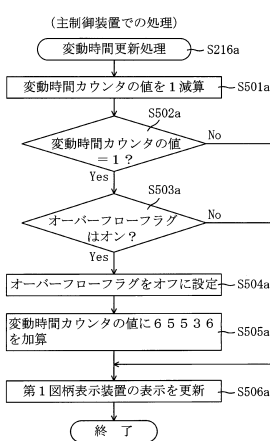 (主制御装置での処理)
変動時間更新処理
S216a
変動時間カウンタの値を1減算
S501a
S502a
変動時間カウンタの値
=1?
No
Yes
S503a
オーバーフローフラグ
はオン?
No
Yes
オーバーフローフラグをオフに設定
S504a
変動時間カウンタの値に65536
を加算
S505a
第1図柄表示装置の表示を更新
S506a
終 了